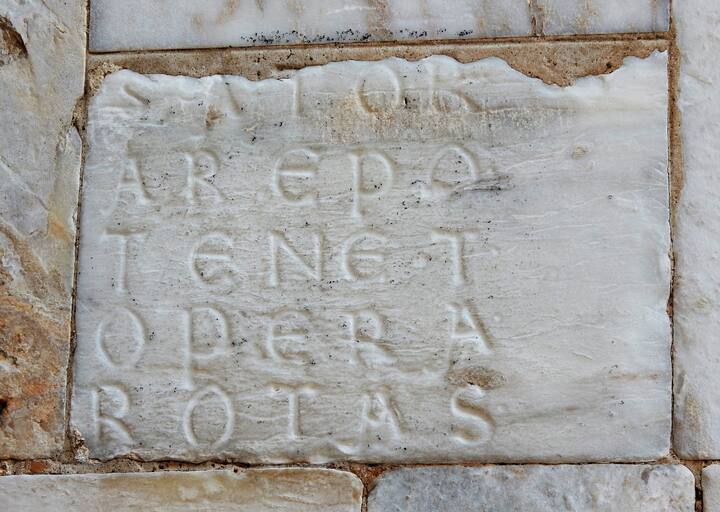 SATOR
AREPO
TENET
OPERA
ROTAS